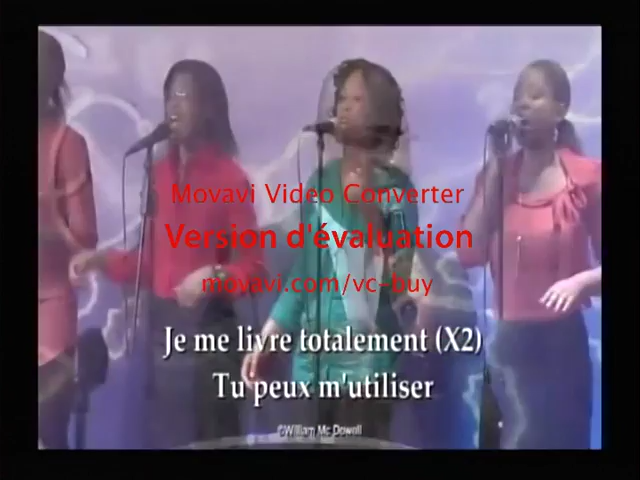 Movavi Video Converter
Version d'évaluation
movavi.com/vc-buy
Je me livre totalement (X2)
Tu peux m'utiliser
©William Mc Dowell